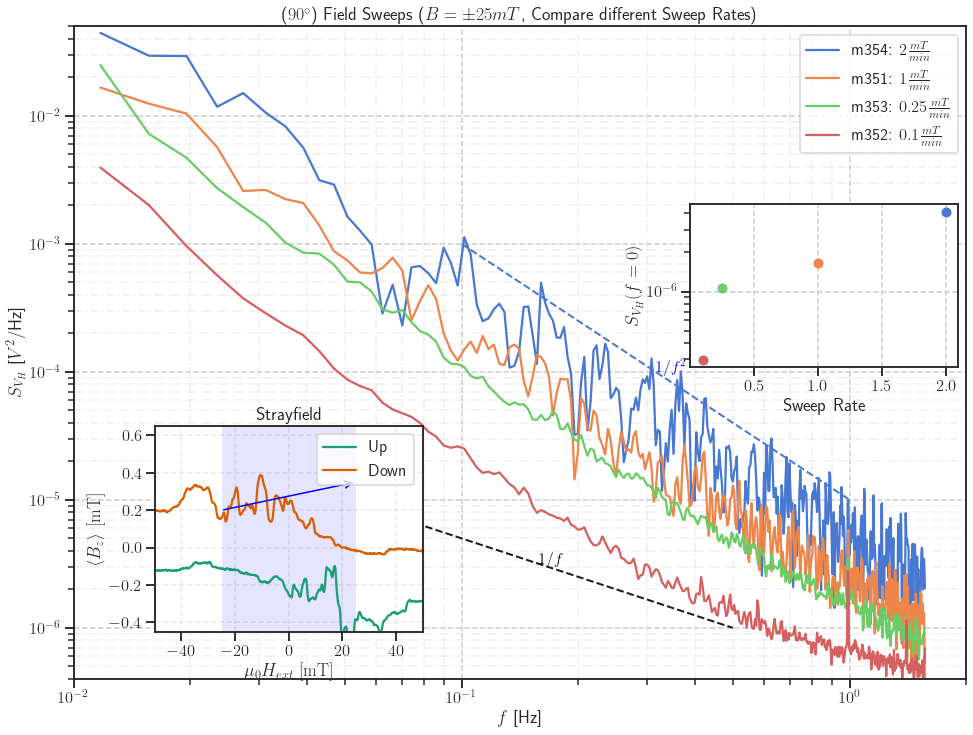 (90°) Field Sweeps (B = ±25mT, Compare different Sweep Rates)
m354: 2 mT/min
m351: 1 mT/min
m353: 0.25 mT/min
m352: 0.1 mT/min
S_{V_H} [V²/Hz]
10⁻²
10⁻³
10⁻⁴
10⁻⁵
10⁻⁶
10⁻² 10⁻¹ 10⁰
f [Hz]
1/f²
1/f
S_{V_H}(f = 0)
10⁻⁶
0.5 1.0 1.5 2.0
Sweep Rate
Strayfield
Up
Down
⟨B_z⟩ [mT]
0.6
0.4
0.2
0.0
−0.2
−0.4
−40 −20 0 20 40
μ₀H_{ext} [mT]